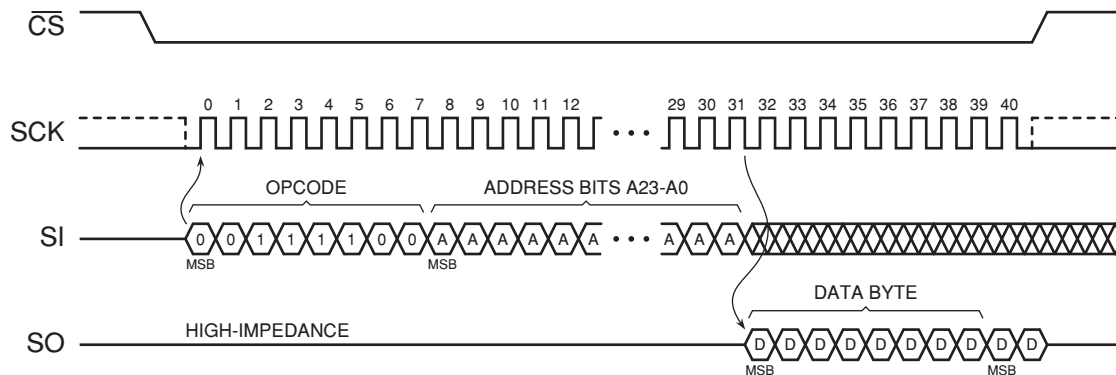 CS
0 1 2 3 4 5 6 7 8 9 10 11 12 29 30 31 32 33 34 35 36 37 38 39 40
SCK
OPCODE ADDRESS BITS A23-A0
SI 0 0 1 1 1 1 0 0 A A A A A A A A A
MSB MSB
DATA BYTE
HIGH-IMPEDANCE
SO D D D D D D D D D D
MSB MSB